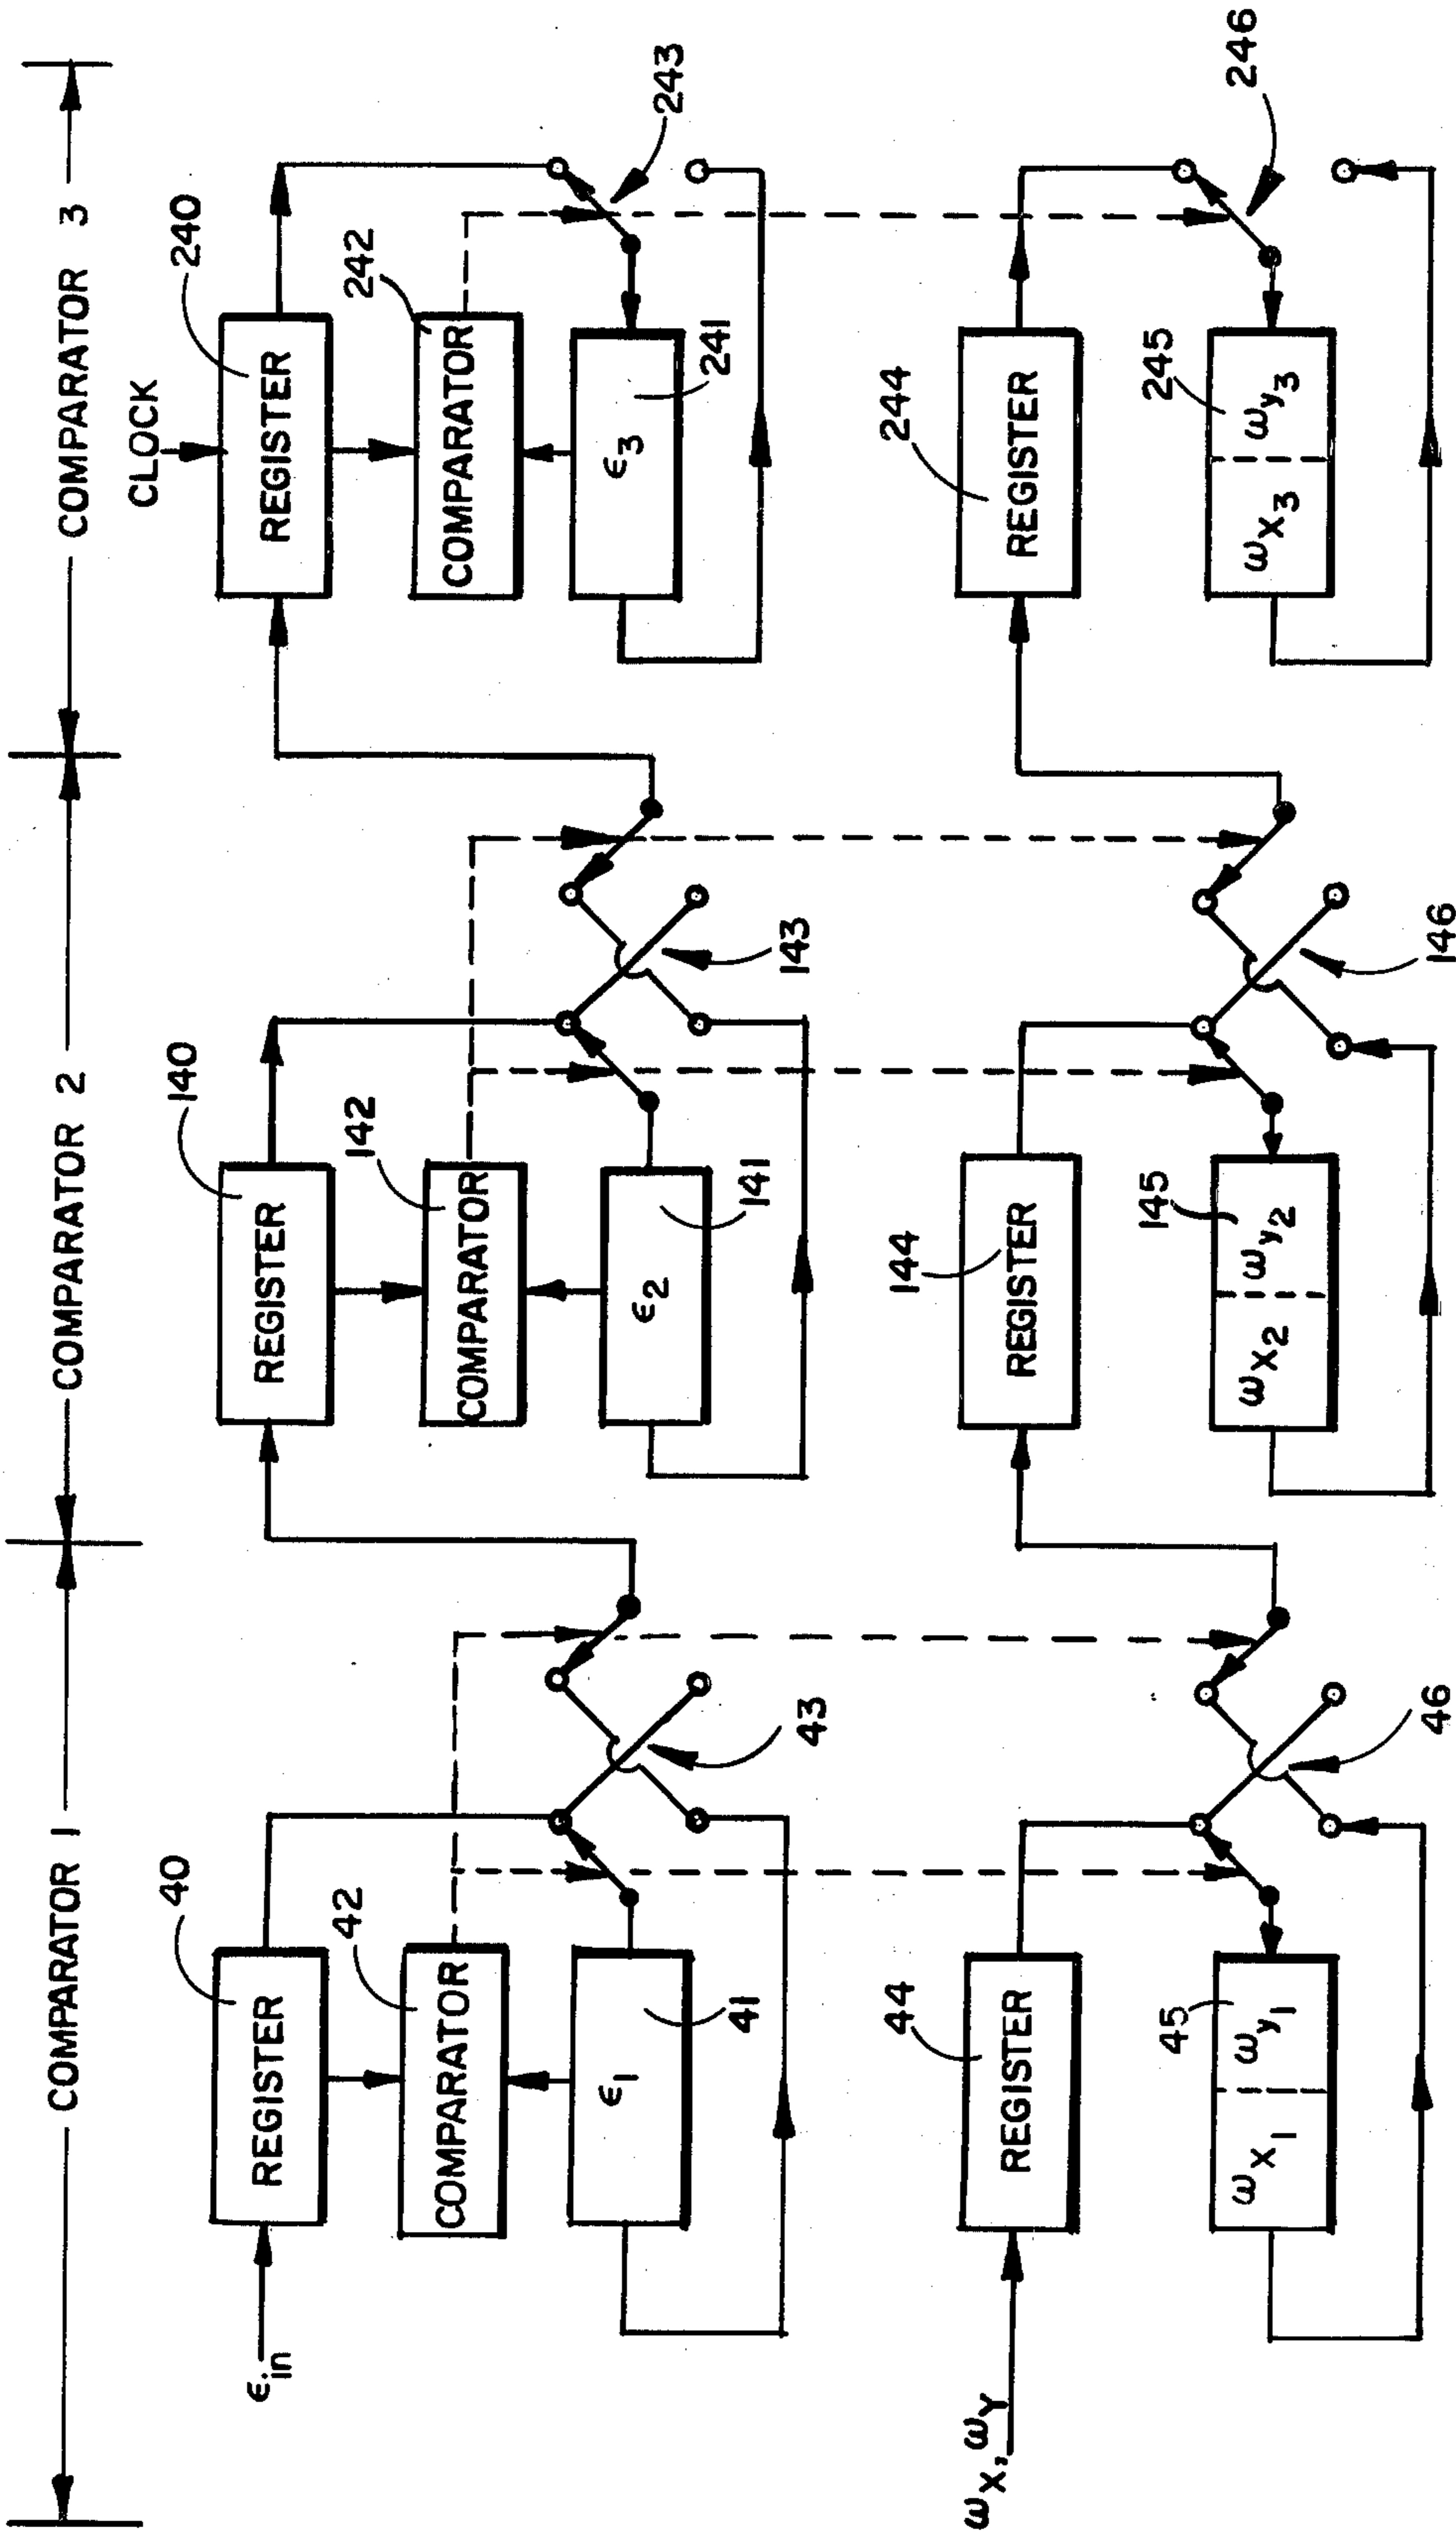 COMPARATOR 1
COMPARATOR 2
COMPARATOR 3
CLOCK
40
140
240
ϵin
REGISTER
REGISTER
REGISTER
42
142
242
COMPARATOR
COMPARATOR
COMPARATOR
ϵ1
ϵ2
ϵ3
41
141
241
43
143
243
44
144
244
ωX, ωY
REGISTER
REGISTER
REGISTER
45
145
245
ωX1 ωy1
ωX2 ωy2
ωX3 ωy3
46
146
246